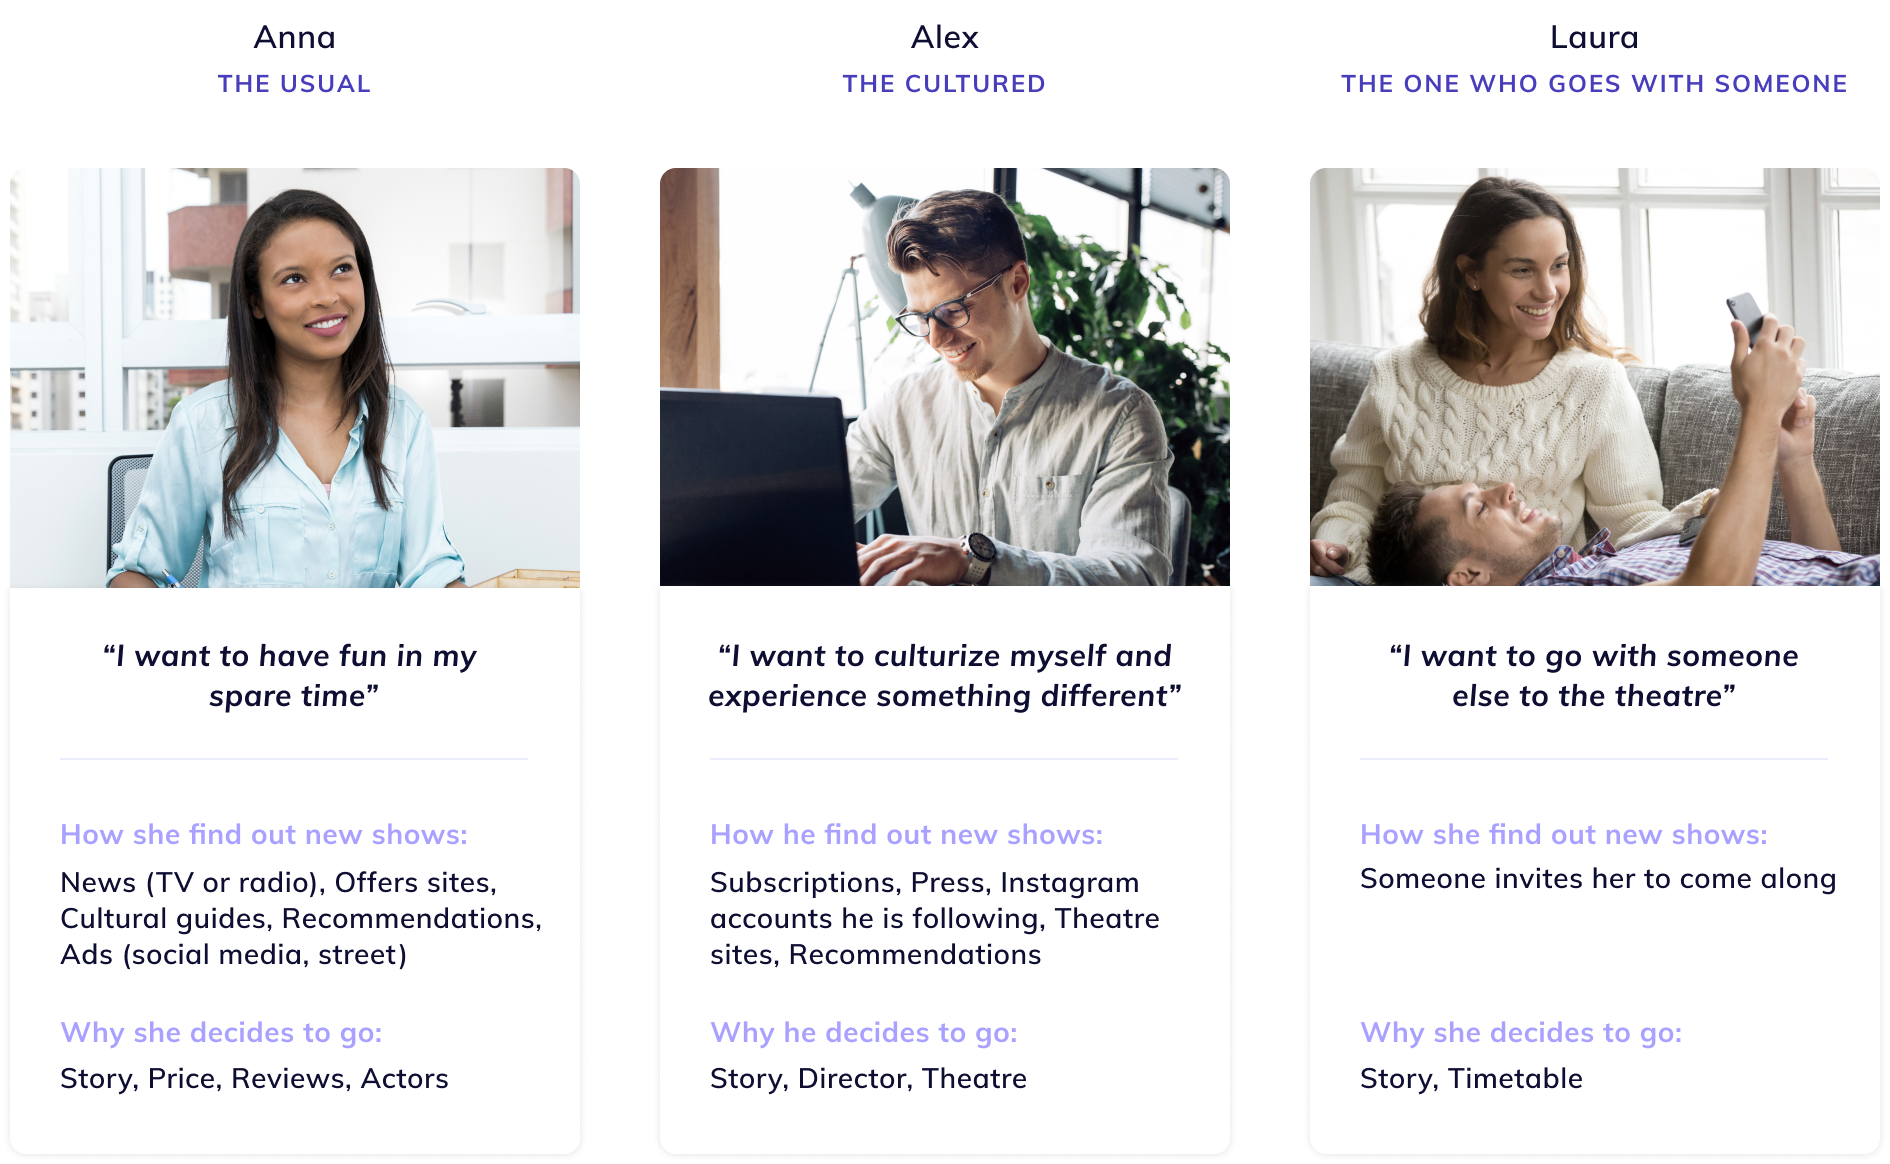 Anna
THE USUAL
“I want to have fun in my
spare time”
How she find out new shows:
News (TV or radio), Offers sites,
Cultural guides, Recommendations,
Ads (social media, street)
Why she decides to go:
Story, Price, Reviews, Actors
Alex
THE CULTURED
“I want to culturize myself and
experience something different”
How he find out new shows:
Subscriptions, Press, Instagram
accounts he is following, Theatre
sites, Recommendations
Why he decides to go:
Story, Director, Theatre
Laura
THE ONE WHO GOES WITH SOMEONE
“I want to go with someone
else to the theatre”
How she find out new shows:
Someone invites her to come along
Why she decides to go:
Story, Timetable